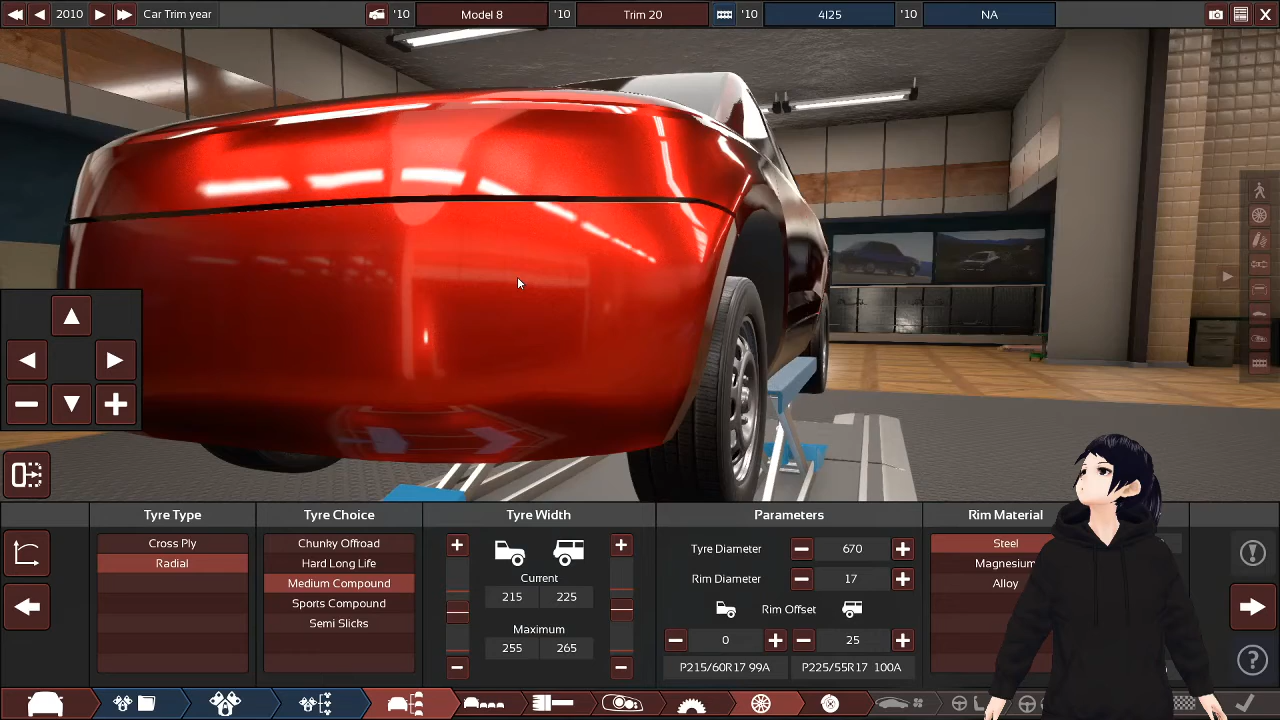 2010 Car Trim year '10 Model 8 '10 Trim 20 '10 4I25 '10 NA
Tyre Type
Cross Ply
Radial
Tyre Choice
Chunky Offroad
Hard Long Life
Medium Compound
Sports Compound
Semi Slicks
Tyre Width
Current
215 225
Maximum
255 265
Parameters
Tyre Diameter 670
Rim Diameter 17
Rim Offset
0 25
P215/60R17 99A P225/55R17 100A
Rim Material
Steel
Magnesium
Alloy